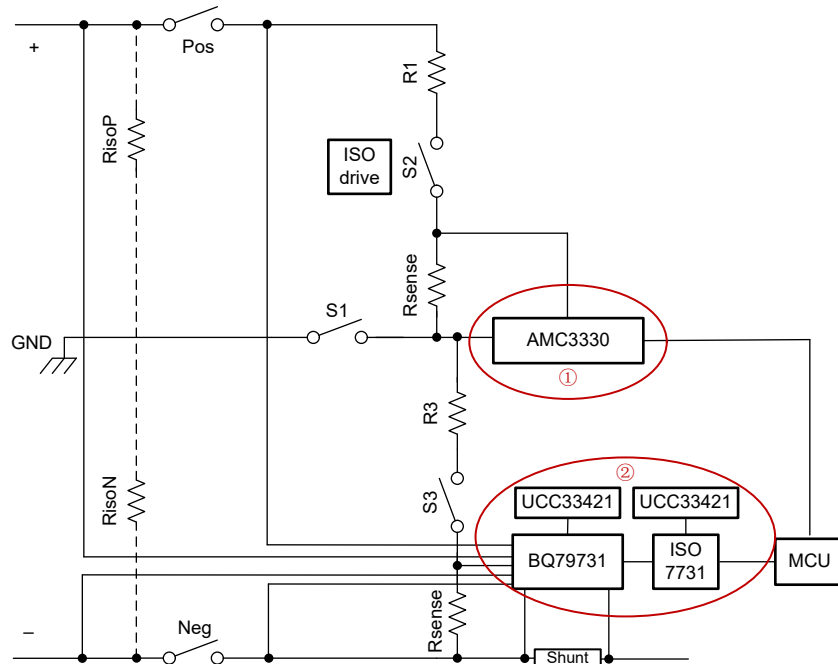 +
Pos
R1
RisoP
ISO
drive
S2
Rsense
S1
GND
AMC3330
①
R3
RisoN
S3
②
UCC33421
UCC33421
BQ79731
ISO
7731
MCU
Rsense
–
Neg
Shunt